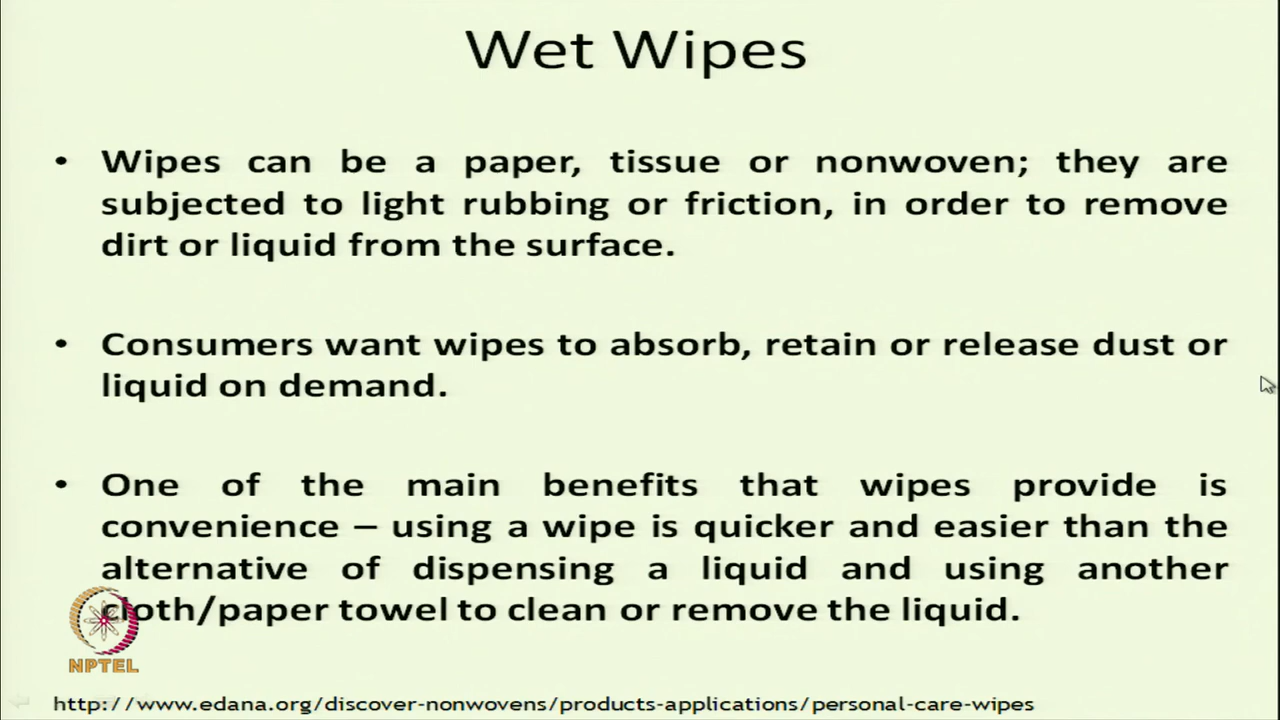 Wet Wipes
• Wipes can be a paper, tissue or nonwoven; they are
subjected to light rubbing or friction, in order to remove
dirt or liquid from the surface.
• Consumers want wipes to absorb, retain or release dust or
liquid on demand.
• One of the main benefits that wipes provide is
convenience – using a wipe is quicker and easier than the
alternative of dispensing a liquid and using another
cloth/paper towel to clean or remove the liquid.
NPTEL
http://www.edana.org/discover-nonwovens/products-applications/personal-care-wipes